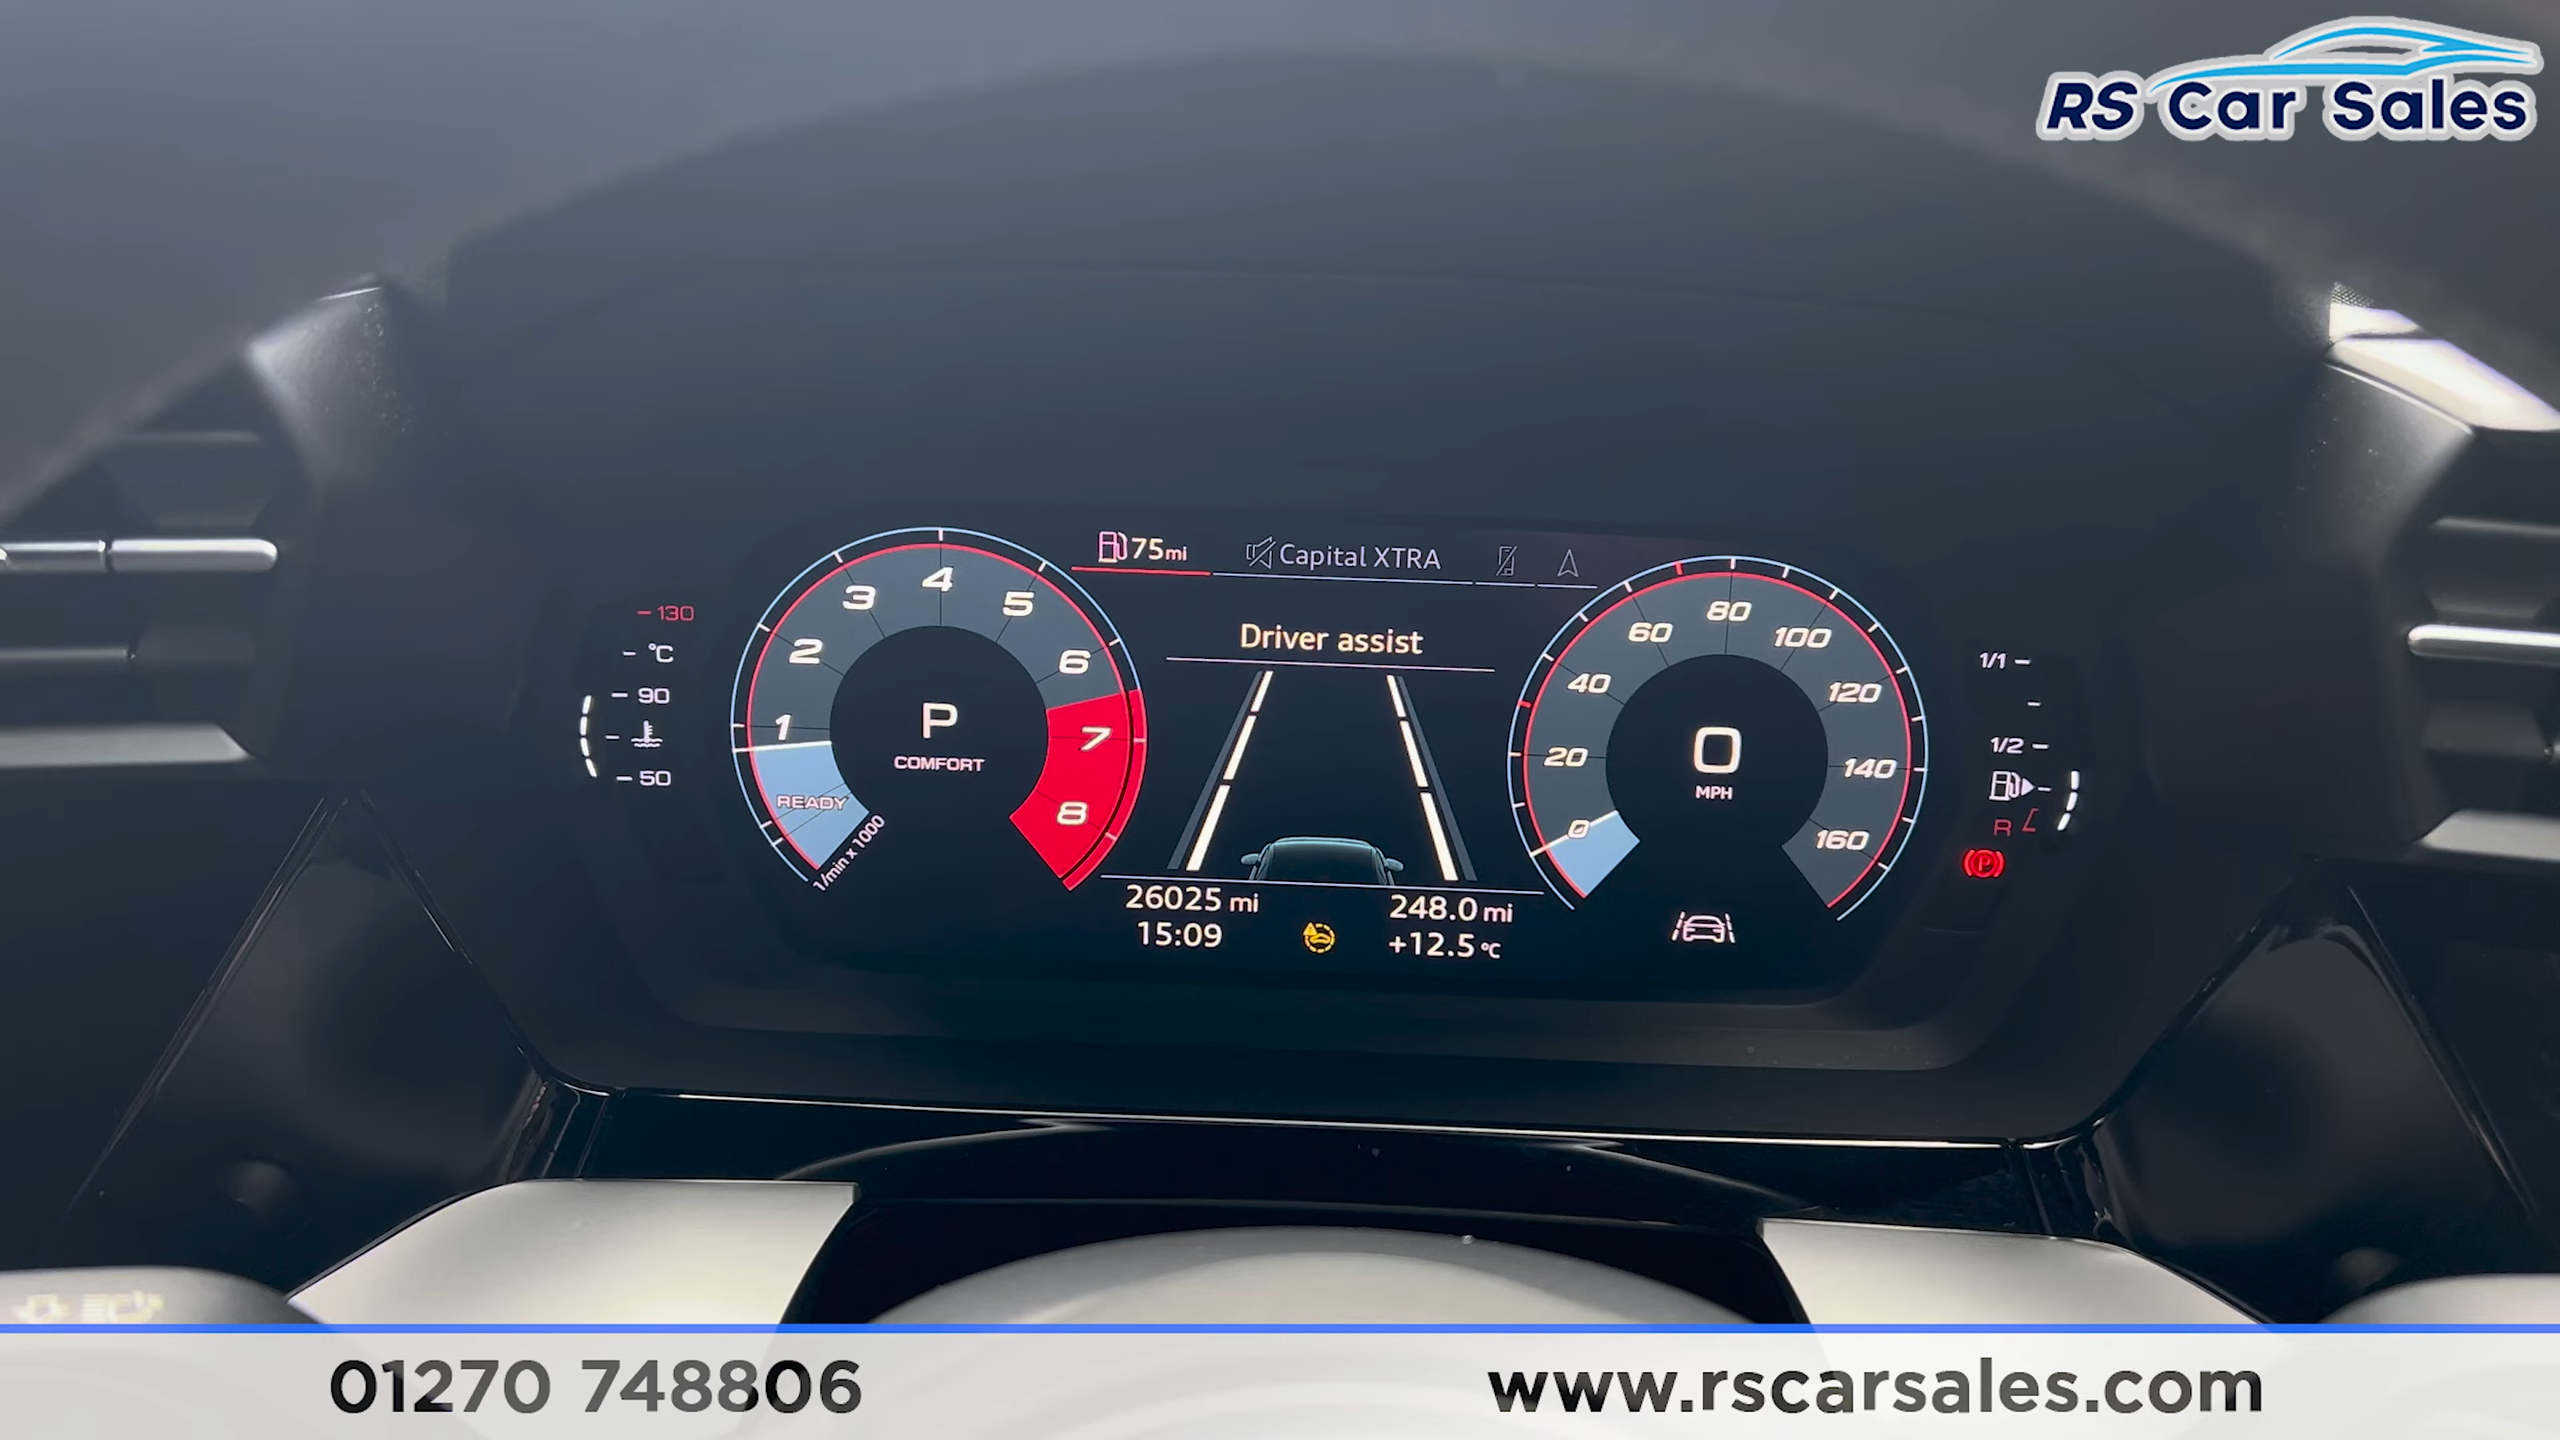 RS Car Sales
75mi
Capital XTRA
Driver assist
130
°C
90
50
1
2
3
4
5
6
7
8
P
COMFORT
READY
1/min x 1000
0
20
40
60
80
100
120
140
160
0
MPH
1/1
1/2
R
P
26025 mi
15:09
248.0 mi
+12.5 °C
01270 748806
www.rscarsales.com